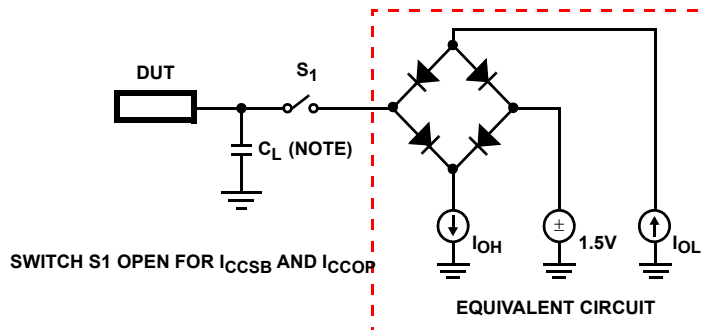 DUT
S1
CL (NOTE)
IOH
±
1.5V
IOL
SWITCH S1 OPEN FOR ICCSB AND ICCOP
EQUIVALENT CIRCUIT